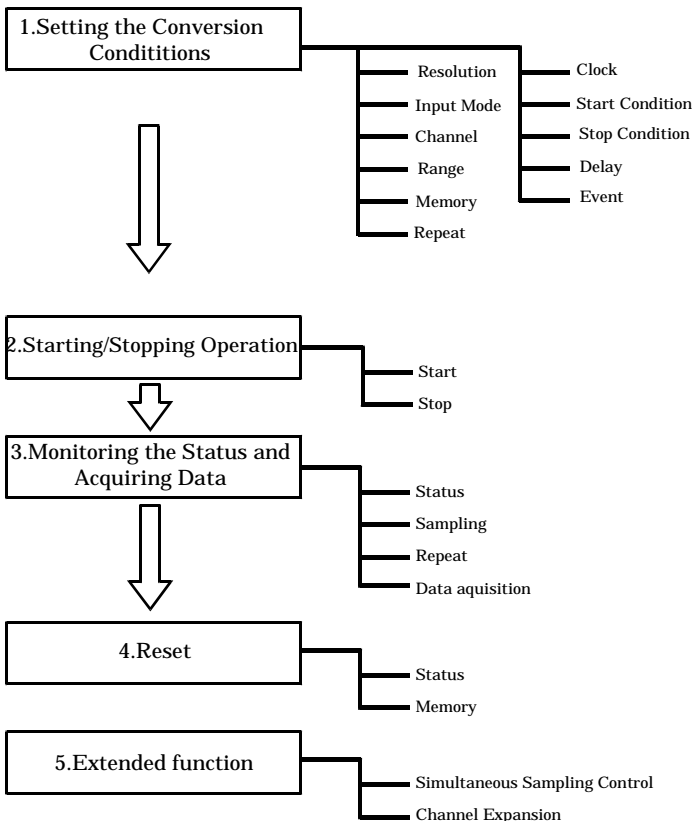 1.Setting the Conversion
Condititions
Resolution
Input Mode
Channel
Range
Memory
Repeat
Clock
Start Condition
Stop Condition
Delay
Event
2.Starting/Stopping Operation
Start
Stop
3.Monitoring the Status and
Acquiring Data
Status
Sampling
Repeat
Data aquisition
4.Reset
Status
Memory
5.Extended function
Simultaneous Sampling Control
Channel Expansion